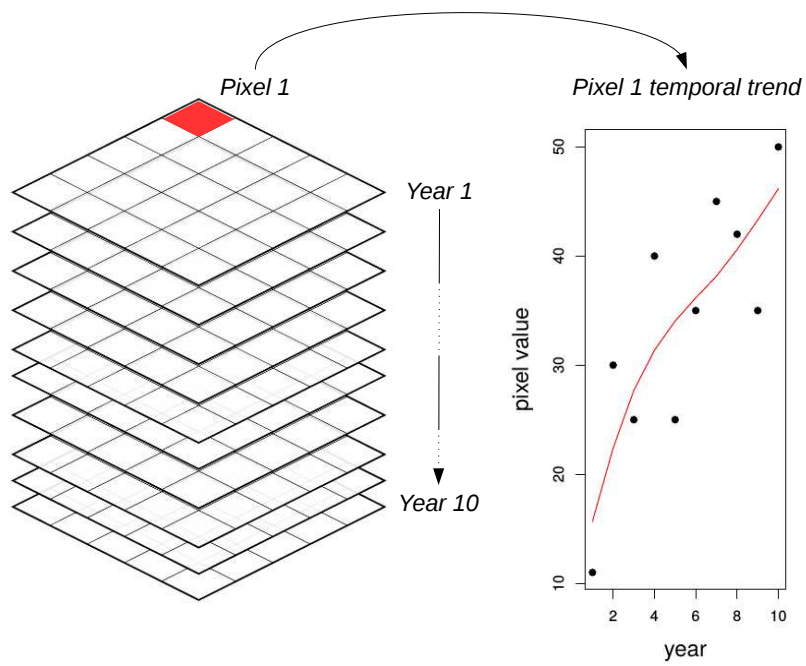 Pixel 1
Pixel 1 temporal trend
Year 1
Year 10
pixel value
50
40
30
20
10
2 4 6 8 10
year